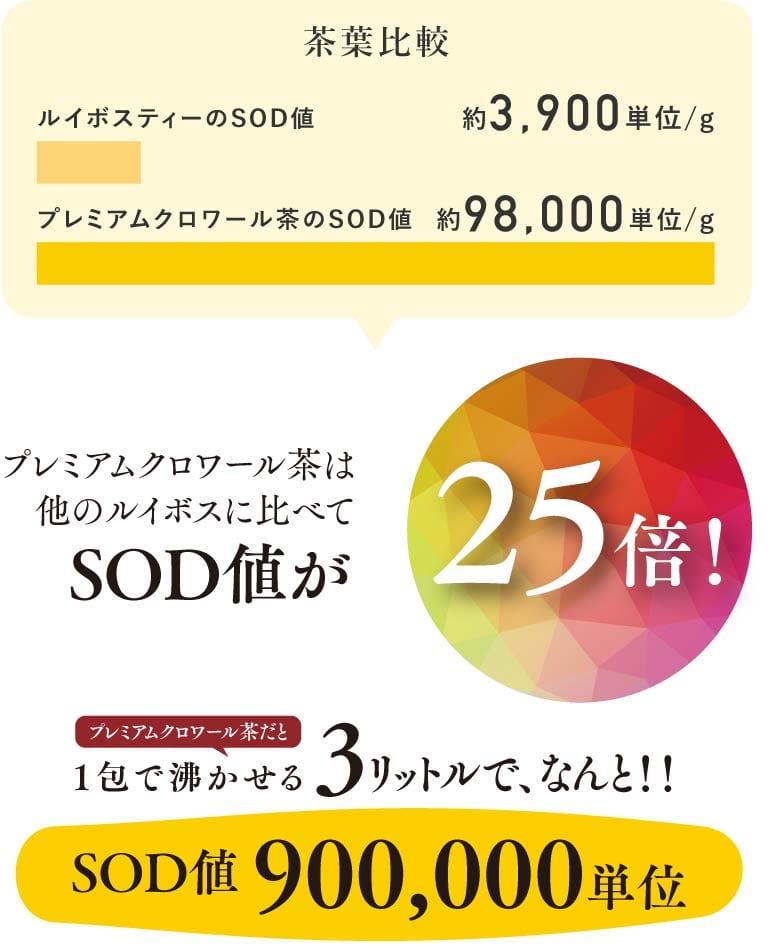 茶葉比較
ルイボスティーのSOD値 約3,900単位/g
プレミアムクロワール茶のSOD値 約98,000単位/g
プレミアムクロワール茶は
他のルイボスに比べて
SOD値が
25倍！
プレミアムクロワール茶だと
1包で沸かせる3リットルで、なんと！！
SOD値900,000単位